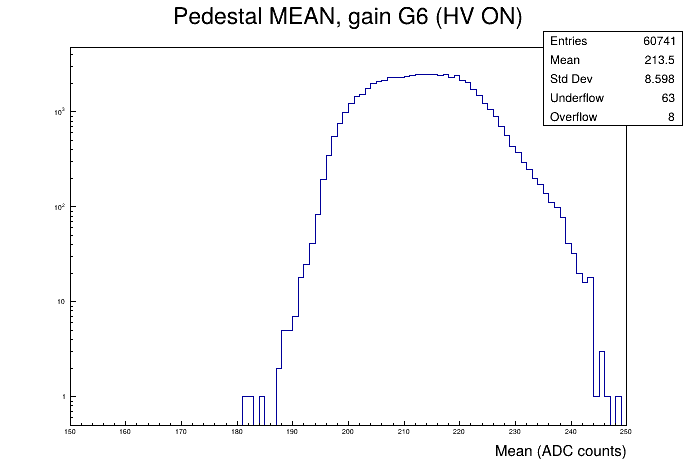 Pedestal MEAN, gain G6 (HV ON)
Entries 60741
Mean 213.5
Std Dev 8.598
Underflow 63
Overflow 8
10³
10²
10
1
150 160 170 180 190 200 210 220 230 240 250
Mean (ADC counts)